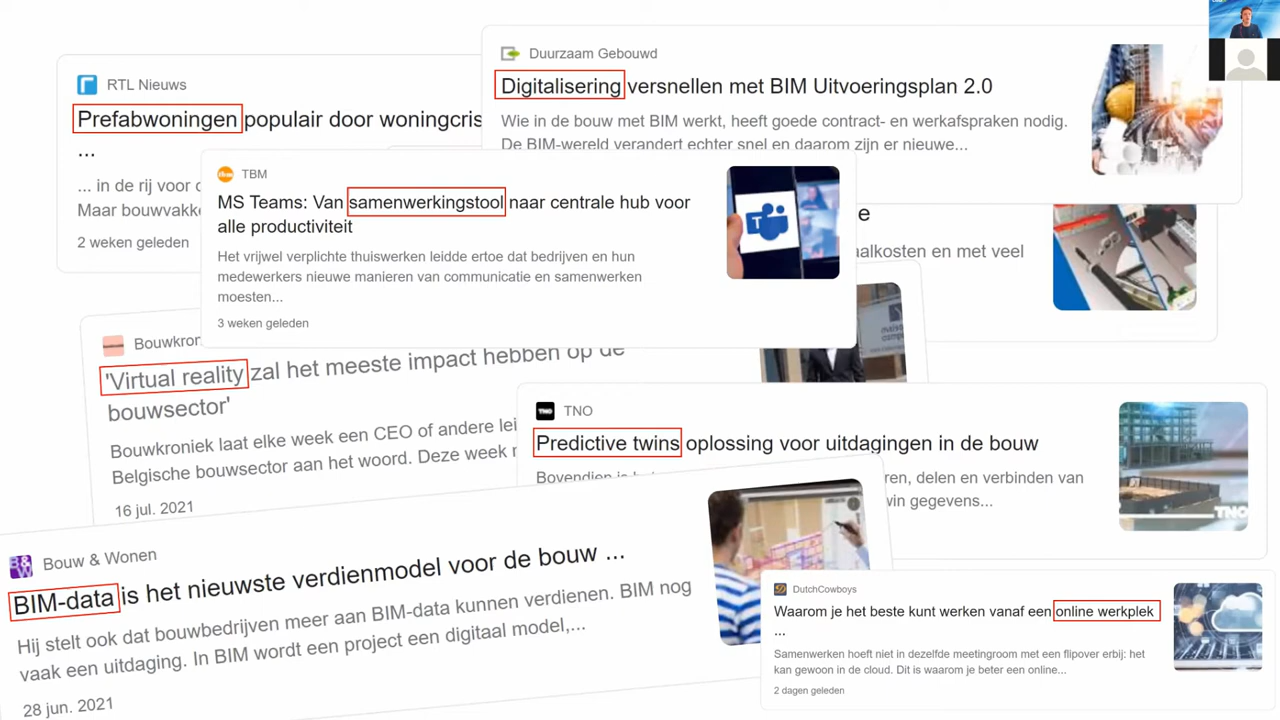 RTL Nieuws
Prefabwoningen populair door woningcris
...
... in de rij voor
Maar bouwvakke
2 weken geleden
Duurzaam Gebouwd
Digitalisering versnellen met BIM Uitvoeringsplan 2.0
Wie in de bouw met BIM werkt, heeft goede contract- en werkafspraken nodig.
De BIM-wereld verandert echter snel en daarom zijn er nieuwe...
TBM
MS Teams: Van samenwerkingstool naar centrale hub voor
alle productiviteit
Het vrijwel verplichte thuiswerken leidde ertoe dat bedrijven en hun
medewerkers nieuwe manieren van communicatie en samenwerken
moesten...
3 weken geleden
e
aalkosten en met veel
Bouwkron
'Virtual reality' zal het meeste impact hebben op de
bouwsector'
Bouwkroniek laat elke week een CEO of andere lei
Belgische bouwsector aan het woord. Deze week
16 jul. 2021
TNO
Predictive twins oplossing voor uitdagingen in de bouw
Bovendien is
ren, delen en verbinden van
win gegevens...
TNO
Bouw & Wonen
BIM-data is het nieuwste verdienmodel voor de bouw ...
Hij stelt ook dat bouwbedrijven meer aan BIM-data kunnen verdienen. BIM nog
vaak een uitdaging. In BIM wordt een project een digitaal model,...
28 jun. 2021
DutchCowboys
Waarom je het beste kunt werken vanaf een online werkplek
...
Samenwerken hoeft niet in dezelfde meetingroom met een flipover erbij: het
kan gewoon in de cloud. Dit is waarom je beter een online...
2 dagen geleden